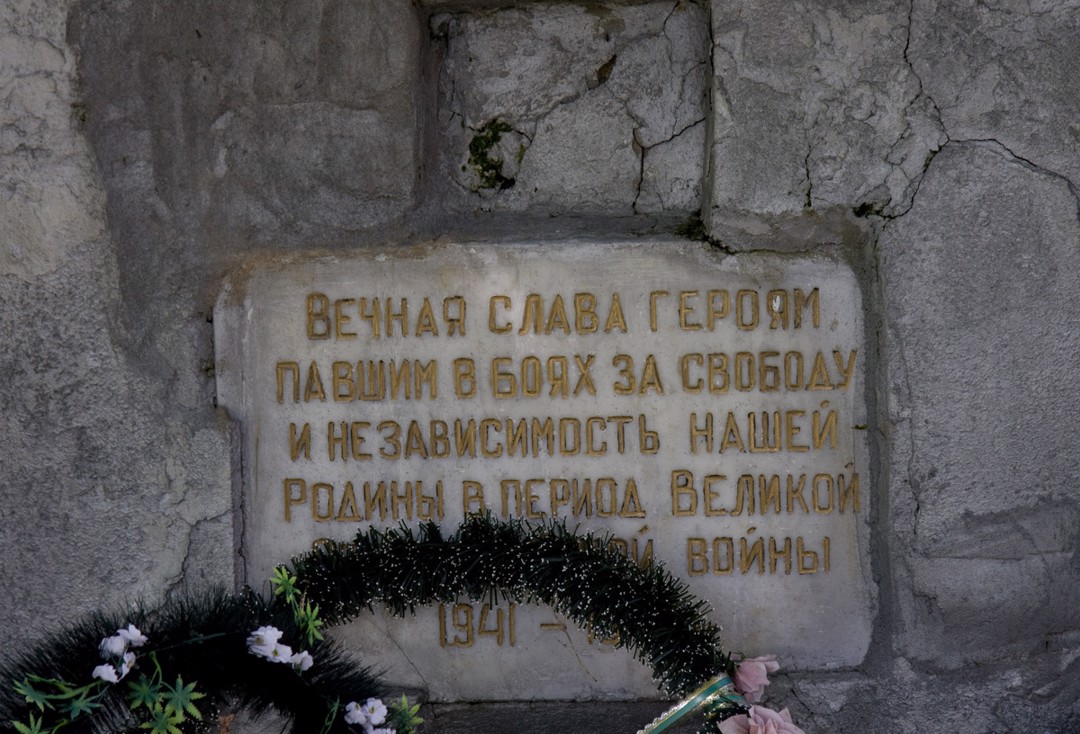 Вечная слава героям
павшим в боях за свободу
и независимость нашей
Родины в период Великой
войны
1941 –